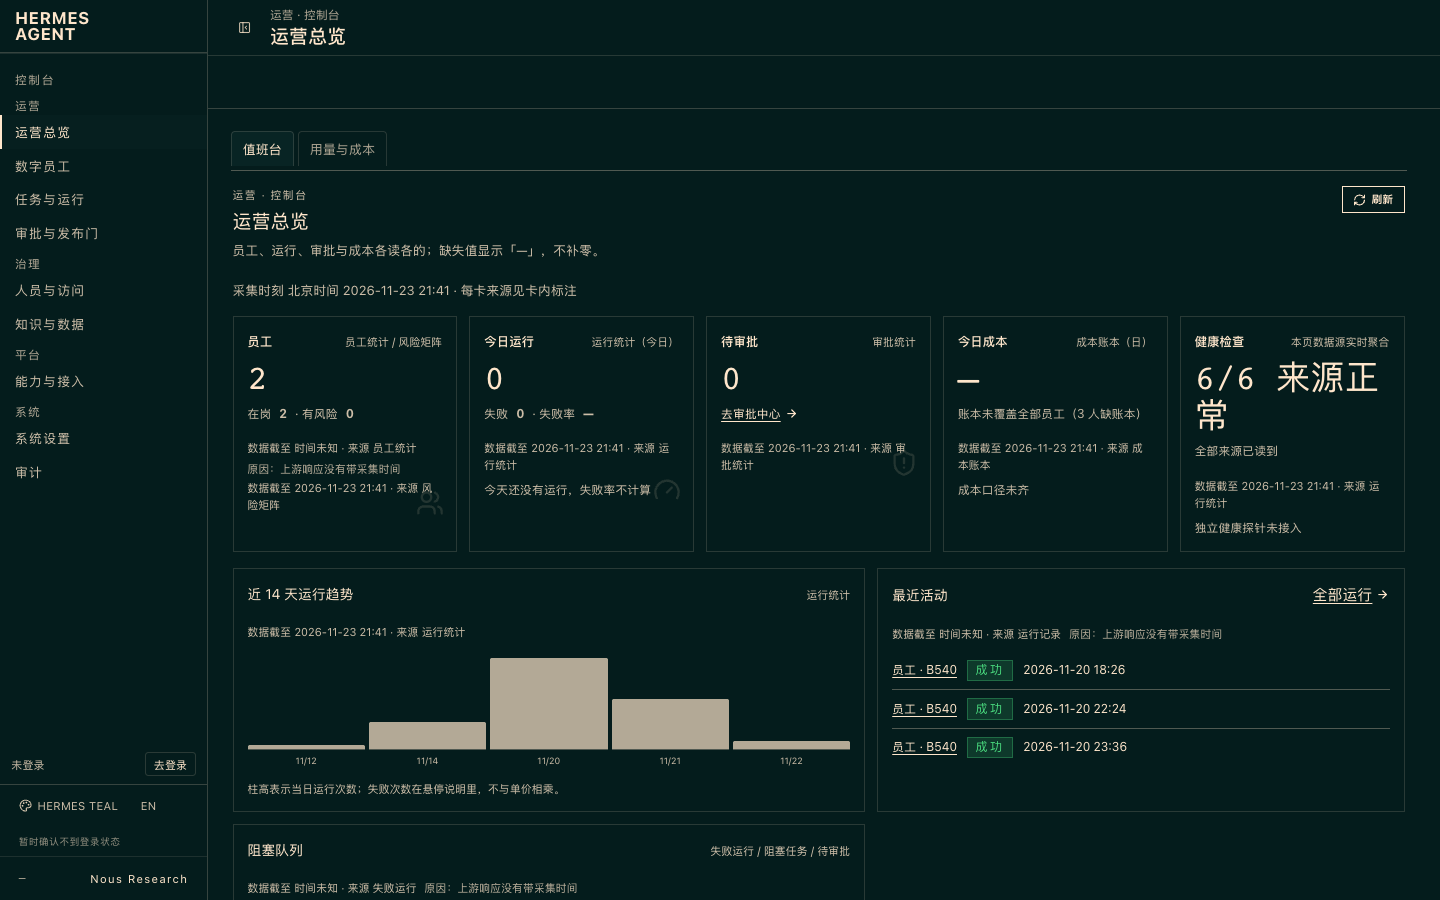 HERMES
AGENT
控制台
运营
运营总览
数字员工
任务与运行
审批与发布门
治理
人员与访问
知识与数据
平台
能力与接入
系统
系统设置
审计
未登录
去登录
HERMES TEAL
EN
暂时确认不到登录状态
—
Nous Research
运营 · 控制台
运营总览
值班台
用量与成本
运营 · 控制台
运营总览
员工、运行、审批与成本各读各的；缺失值显示「—」，不补零。
刷新
采集时刻 北京时间 2026-11-23 21:41 · 每卡来源见卡内标注
员工
员工统计 / 风险矩阵
2
在岗 2 · 有风险 0
数据截至 时间未知 · 来源 员工统计
原因：上游响应没有带采集时间
数据截至 2026-11-23 21:41 · 来源 风
险矩阵
今日运行
运行统计（今日）
0
失败 0 · 失败率 —
数据截至 2026-11-23 21:41 · 来源 运
行统计
今天还没有运行，失败率不计算
待审批
审批统计
0
去审批中心 →
数据截至 2026-11-23 21:41 · 来源 审
批统计
今日成本
成本账本（日）
—
账本未覆盖全部员工（3 人缺账本）
数据截至 2026-11-23 21:41 · 来源 成
本账本
成本口径未齐
健康检查
本页数据源实时聚合
6/6 来源正
常
全部来源已读到
数据截至 2026-11-23 21:41 · 来源 运
行统计
独立健康探针未接入
近 14 天运行趋势
运行统计
数据截至 2026-11-23 21:41 · 来源 运行统计
11/12
11/14
11/20
11/21
11/22
柱高表示当日运行次数；失败次数在悬停说明里，不与单价相乘。
最近活动
全部运行 →
数据截至 时间未知 · 来源 运行记录 原因：上游响应没有带采集时间
员工 · B540 成功 2026-11-20 18:26
员工 · B540 成功 2026-11-20 22:24
员工 · B540 成功 2026-11-20 23:36
阻塞队列
失败运行 / 阻塞任务 / 待审批
数据截至 时间未知 · 来源 失败运行 原因：上游响应没有带采集时间